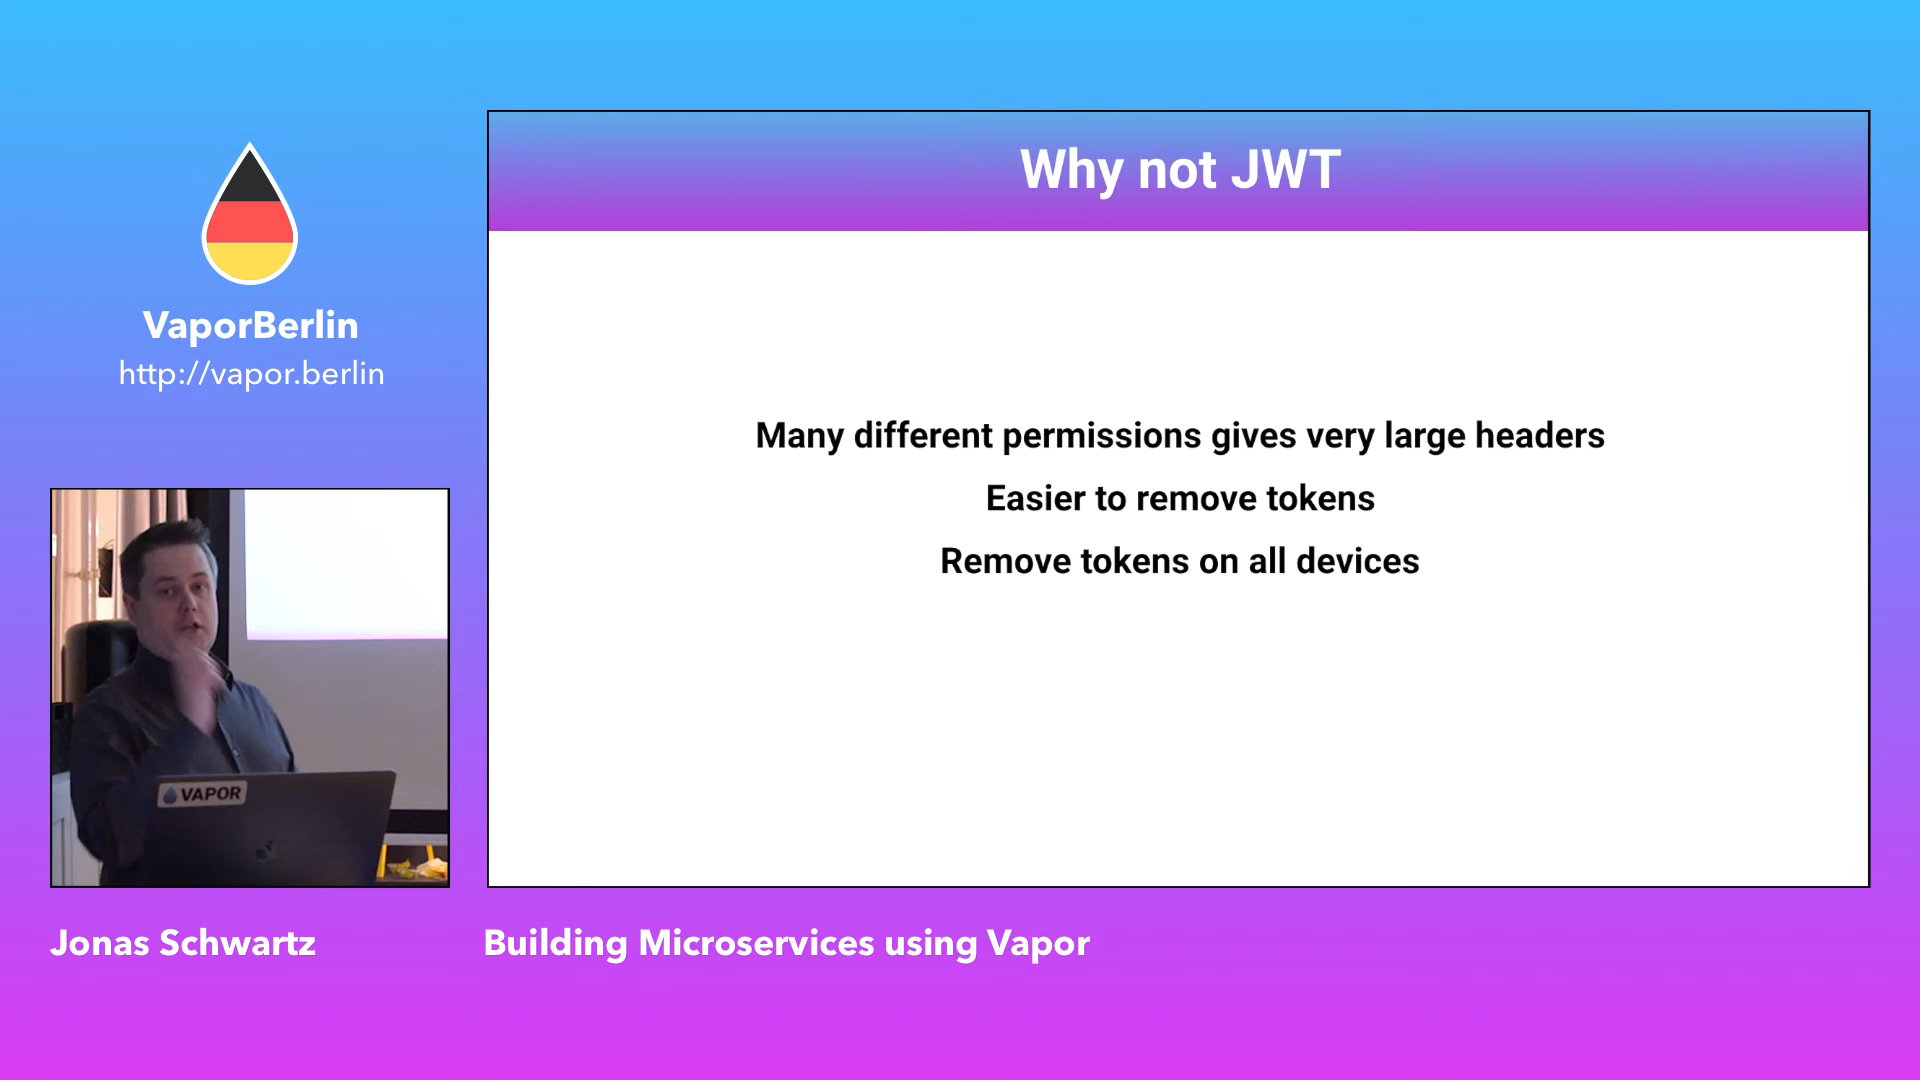 VaporBerlin
http://vapor.berlin
Why not JWT
Many different permissions gives very large headers
Easier to remove tokens
Remove tokens on all devices
VAPOR
Jonas Schwartz
Building Microservices using Vapor